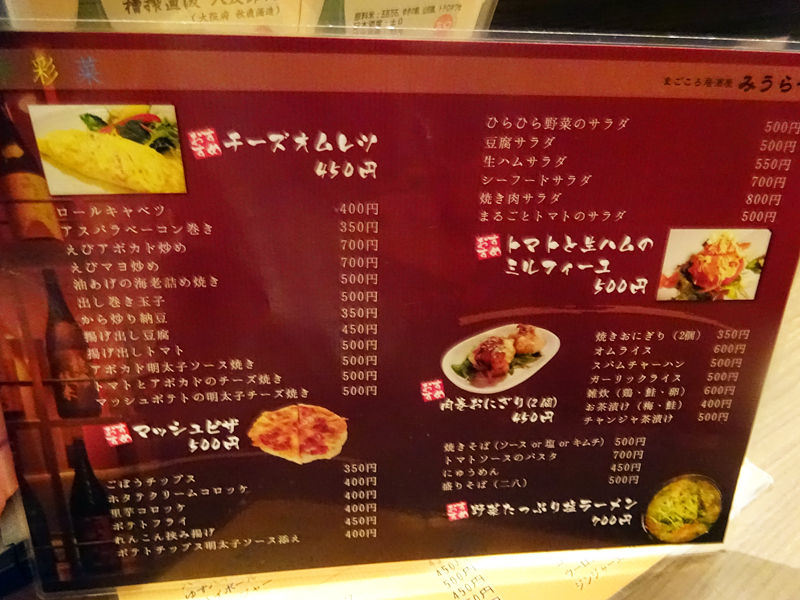 彩菜
まごころ居酒屋 みうら
おすすめ チーズオムレツ
450円
ロールキャベツ 400円
アスパラベーコン巻き 350円
えびアボカド炒め 700円
えびマヨ炒め 700円
油あげの海老詰め焼き 500円
出し巻き玉子 500円
から炒り納豆 350円
揚げ出し豆腐 450円
揚げ出しトマト 500円
アボカド明太子ソース焼き 500円
トマトとアボカドのチーズ焼き 500円
マッシュポテトの明太子チーズ焼き 500円
おすすめ マッシュピザ
500円
ごぼうチップス 350円
ホタテクリームコロッケ 400円
里芋コロッケ 400円
ポテトフライ 400円
れんこん挟み揚げ 450円
ポテトチップス明太子ソース添え 400円
ひらひら野菜のサラダ 500円
豆腐サラダ 500円
生ハムサラダ 550円
シーフードサラダ 700円
焼き肉サラダ 800円
まるごとトマトのサラダ 500円
おすすめ トマトと生ハムの
ミルフィーユ
500円
焼きおにぎり(2個) 350円
オムライス 600円
スパムチャーハン 500円
ガーリックライス 500円
雑炊(鶏・鮭・卵) 600円
お茶漬け(梅・鮭) 400円
チャンジャ茶漬け 500円
おすすめ 肉巻おにぎり(2個)
450円
焼きそば(ソース or 塩 or キムチ) 500円
トマトソースのパスタ 700円
にゅうめん 450円
盛りそば(二八) 500円
おすすめ 野菜たっぷり塩ラーメン
700円